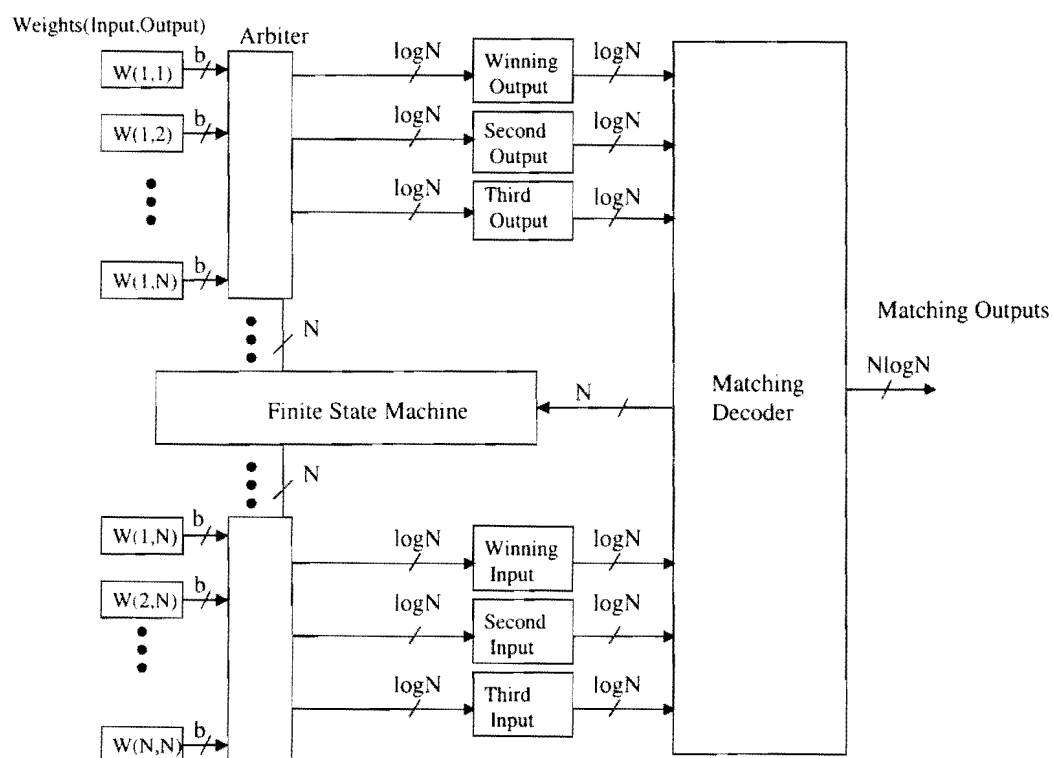 Weights(Input,Output)
Arbiter
W(1,1)
b
logN
Winning
Output
logN
W(1,2)
b
logN
Second
Output
logN
logN
Third
Output
logN
W(1,N)
b
N
Matching Outputs
NlogN
Finite State Machine
N
Matching
Decoder
N
W(1,N)
b
logN
Winning
Input
logN
W(2,N)
b
logN
Second
Input
logN
logN
Third
Input
logN
W(N,N)
b